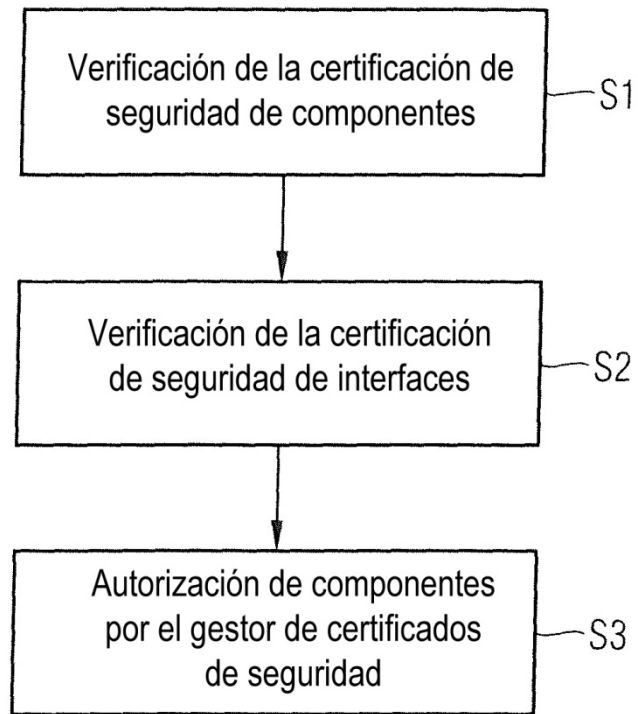 Verificación de la certificación de
seguridad de componentes
S1
Verificación de la certificación
de seguridad de interfaces
S2
Autorización de componentes
por el gestor de certificados
de seguridad
S3